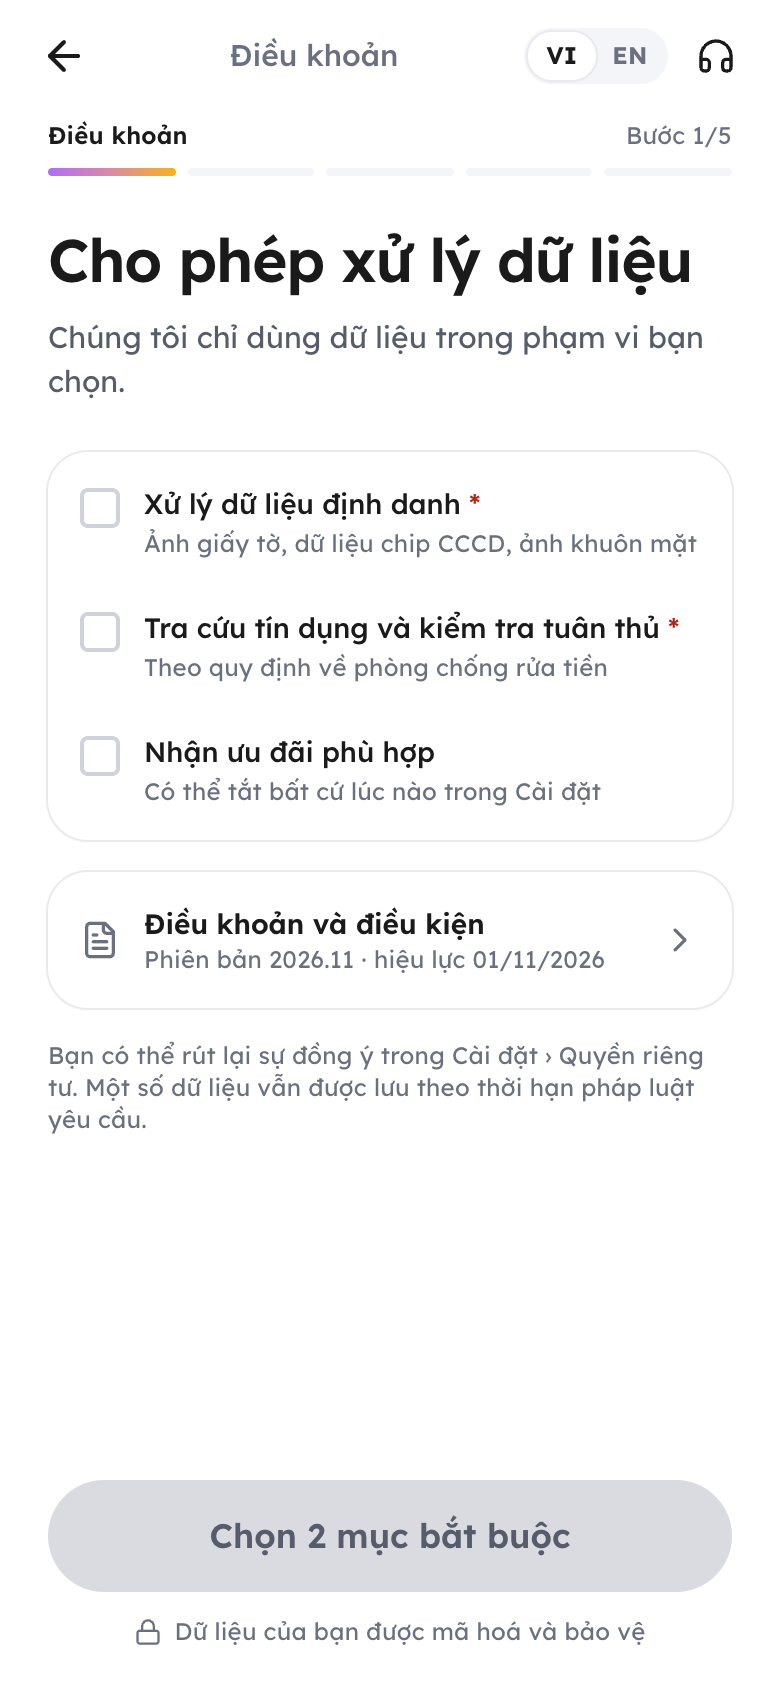 Điều khoản
VI EN
Điều khoản
Bước 1/5
Cho phép xử lý dữ liệu
Chúng tôi chỉ dùng dữ liệu trong phạm vi bạn
chọn.
Xử lý dữ liệu định danh *
Ảnh giấy tờ, dữ liệu chip CCCD, ảnh khuôn mặt
Tra cứu tín dụng và kiểm tra tuân thủ *
Theo quy định về phòng chống rửa tiền
Nhận ưu đãi phù hợp
Có thể tắt bất cứ lúc nào trong Cài đặt
Điều khoản và điều kiện
Phiên bản 2026.11 · hiệu lực 01/11/2026
Bạn có thể rút lại sự đồng ý trong Cài đặt › Quyền riêng
tư. Một số dữ liệu vẫn được lưu theo thời hạn pháp luật
yêu cầu.
Chọn 2 mục bắt buộc
Dữ liệu của bạn được mã hoá và bảo vệ